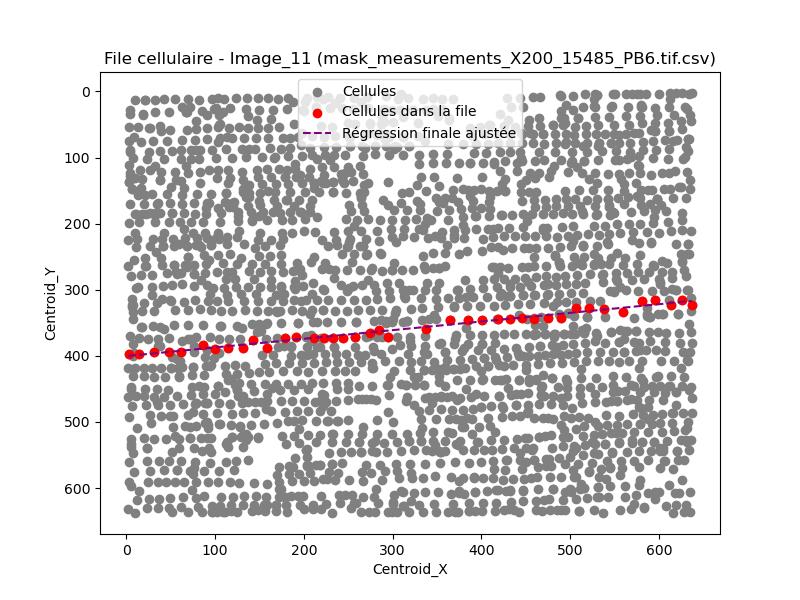 File cellulaire - Image_11 (mask_measurements_X200_15485_PB6.tif.csv)
Cellules
Cellules dans la file
Régression finale ajustée
Centroid_Y
0
100
200
300
400
500
600
0 100 200 300 400 500 600
Centroid_X